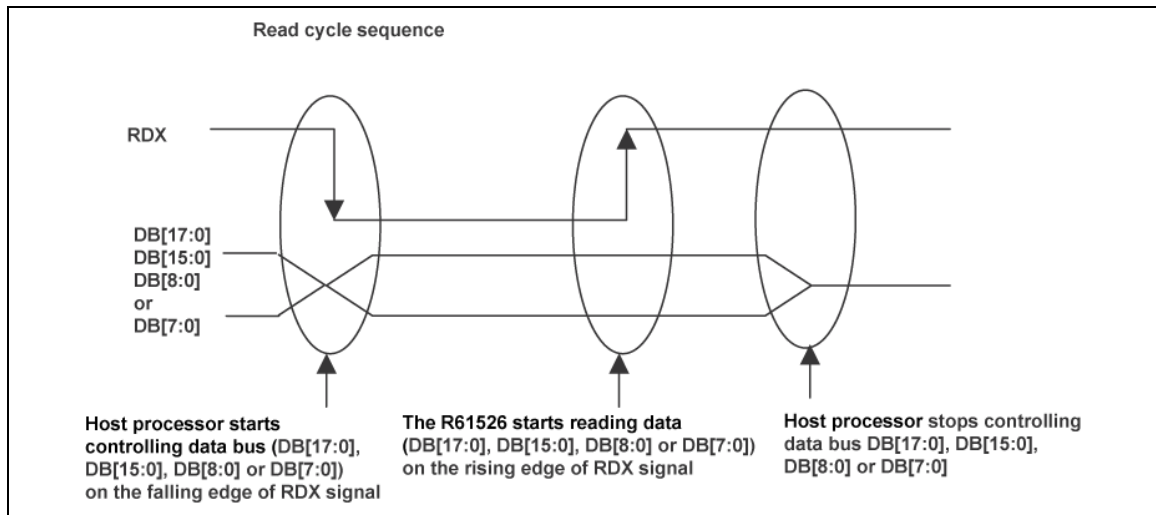 Read cycle sequence
RDX
DB[17:0]
DB[15:0]
DB[8:0]
or
DB[7:0]
Host processor starts
controlling data bus (DB[17:0],
DB[15:0], DB[8:0] or DB[7:0])
on the falling edge of RDX signal
The R61526 starts reading data
(DB[17:0], DB[15:0], DB[8:0] or DB[7:0])
on the rising edge of RDX signal
Host processor stops controlling
data bus DB[17:0], DB[15:0],
DB[8:0] or DB[7:0]